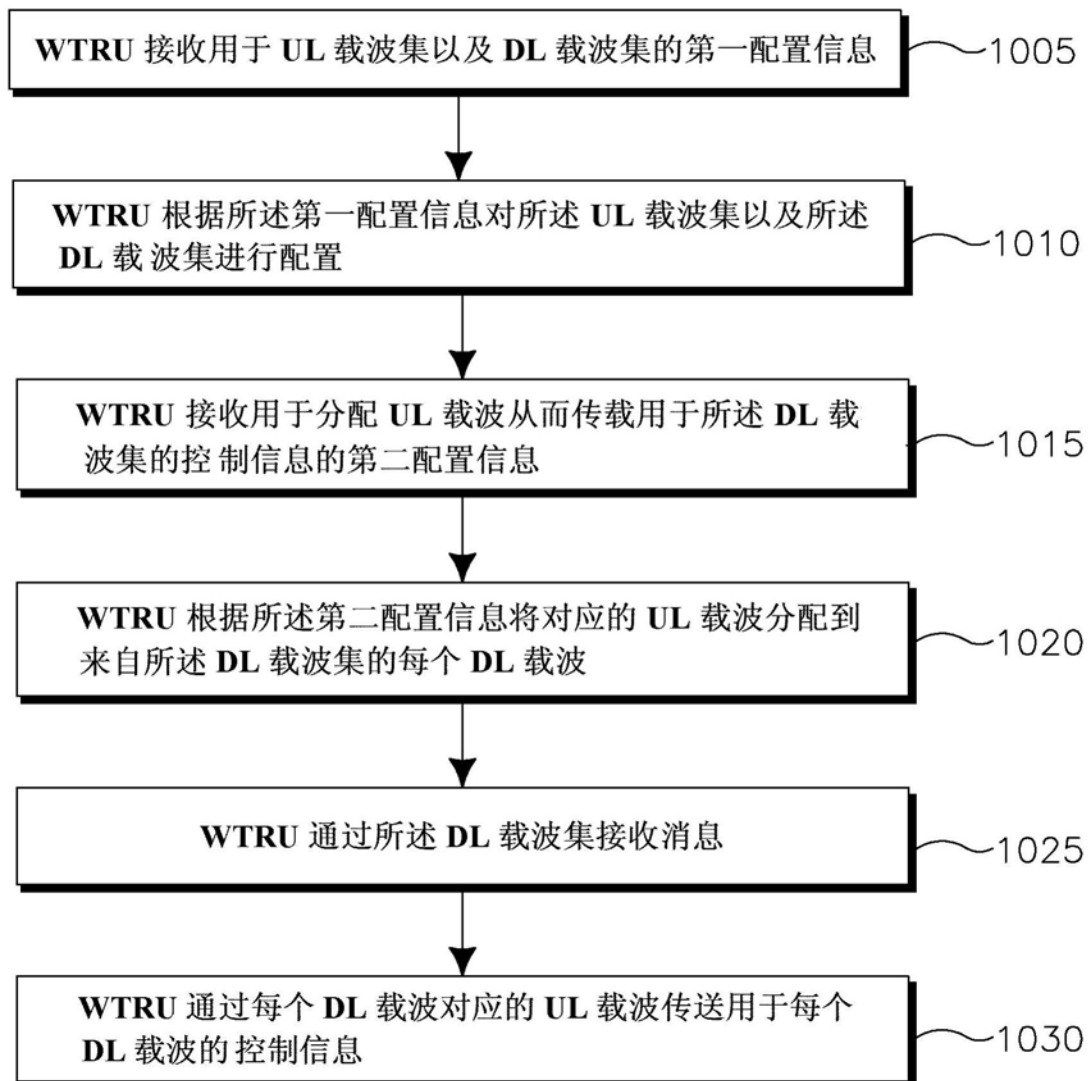 WTRU 接收用于 UL 载波集以及 DL 载波集的第一配置信息
1005
WTRU 根据所述第一配置信息对所述 UL 载波集以及所述
DL 载波集进行配置
1010
WTRU 接收用于分配 UL 载波从而传载用于所述 DL 载
波集的控制信息的第二配置信息
1015
WTRU 根据所述第二配置信息将对应的 UL 载波分配到
来自所述 DL 载波集的每个 DL 载波
1020
WTRU 通过所述 DL 载波集接收消息
1025
WTRU 通过每个 DL 载波对应的 UL 载波传送用于每个
DL 载波的控制信息
1030